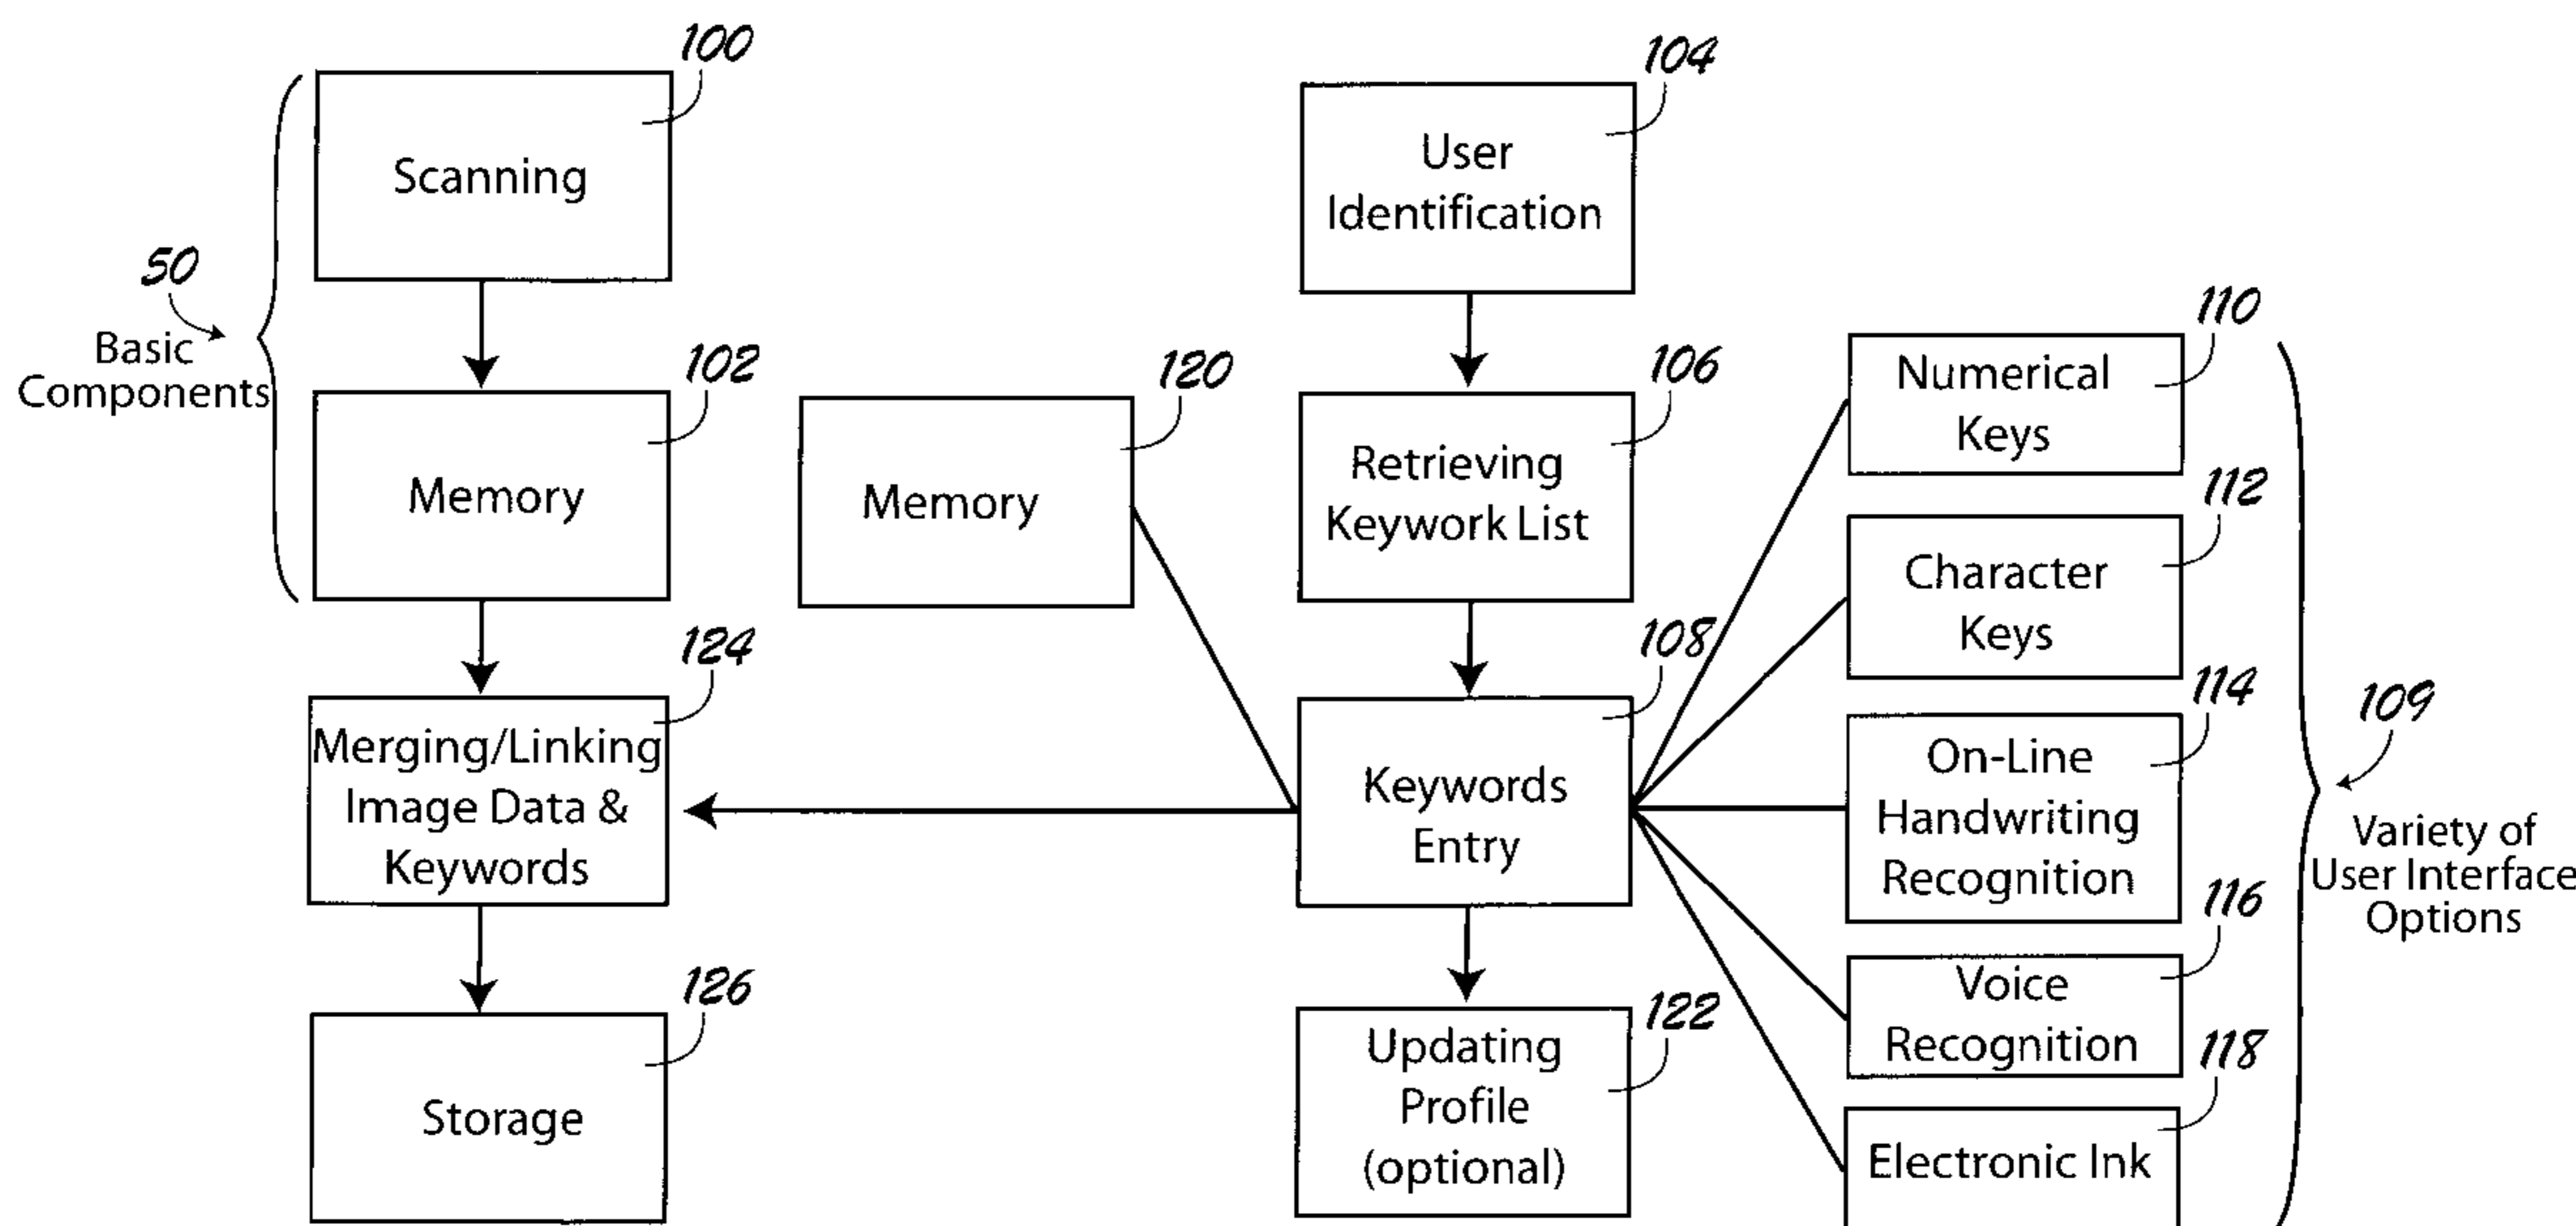 100
Scanning
50
Basic
Components
102
Memory
124
Merging/Linking
Image Data &
Keywords
126
Storage
120
Memory
104
User
Identification
106
Retrieving
Keywork List
108
Keywords
Entry
122
Updating
Profile
(optional)
110
Numerical
Keys
112
Character
Keys
114
On-Line
Handwriting
Recognition
116
Voice
Recognition
118
Electronic Ink
109
Variety of
User Interface
Options